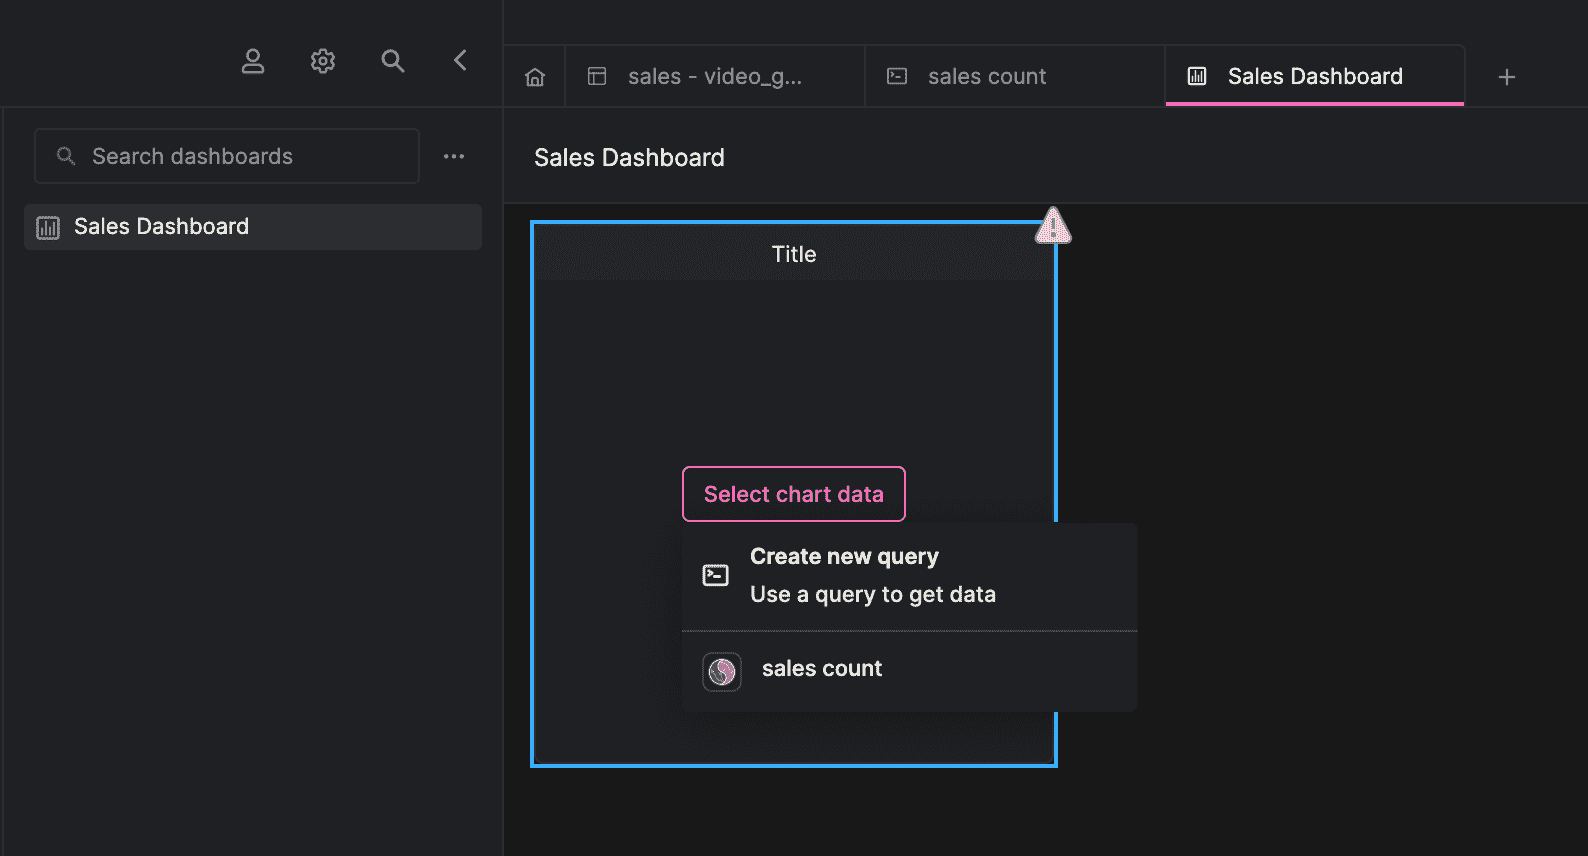 sales - video_g...
sales count
Sales Dashboard
Search dashboards
Sales Dashboard
Sales Dashboard
Title
Select chart data
Create new query
Use a query to get data
sales count